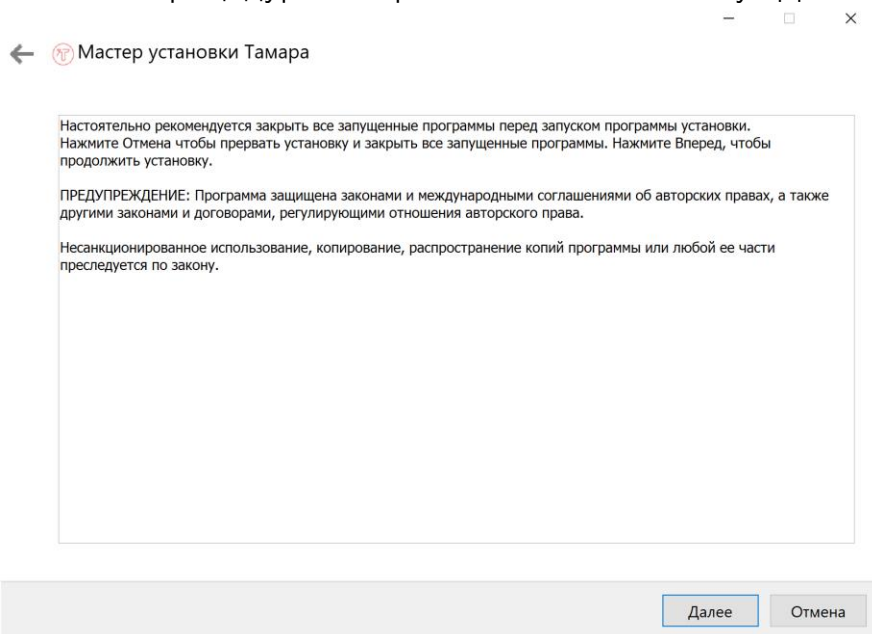 Мастер установки Тамара
Настоятельно рекомендуется закрыть все запущенные программы перед запуском программы установки.
Нажмите Отмена чтобы прервать установку и закрыть все запущенные программы. Нажмите Вперед, чтобы
продолжить установку.
ПРЕДУПРЕЖДЕНИЕ: Программа защищена законами и международными соглашениями об авторских правах, а также
другими законами и договорами, регулирующими отношения авторского права.
Несанкционированное использование, копирование, распространение копий программы или любой ее части
преследуется по закону.
Далее Отмена